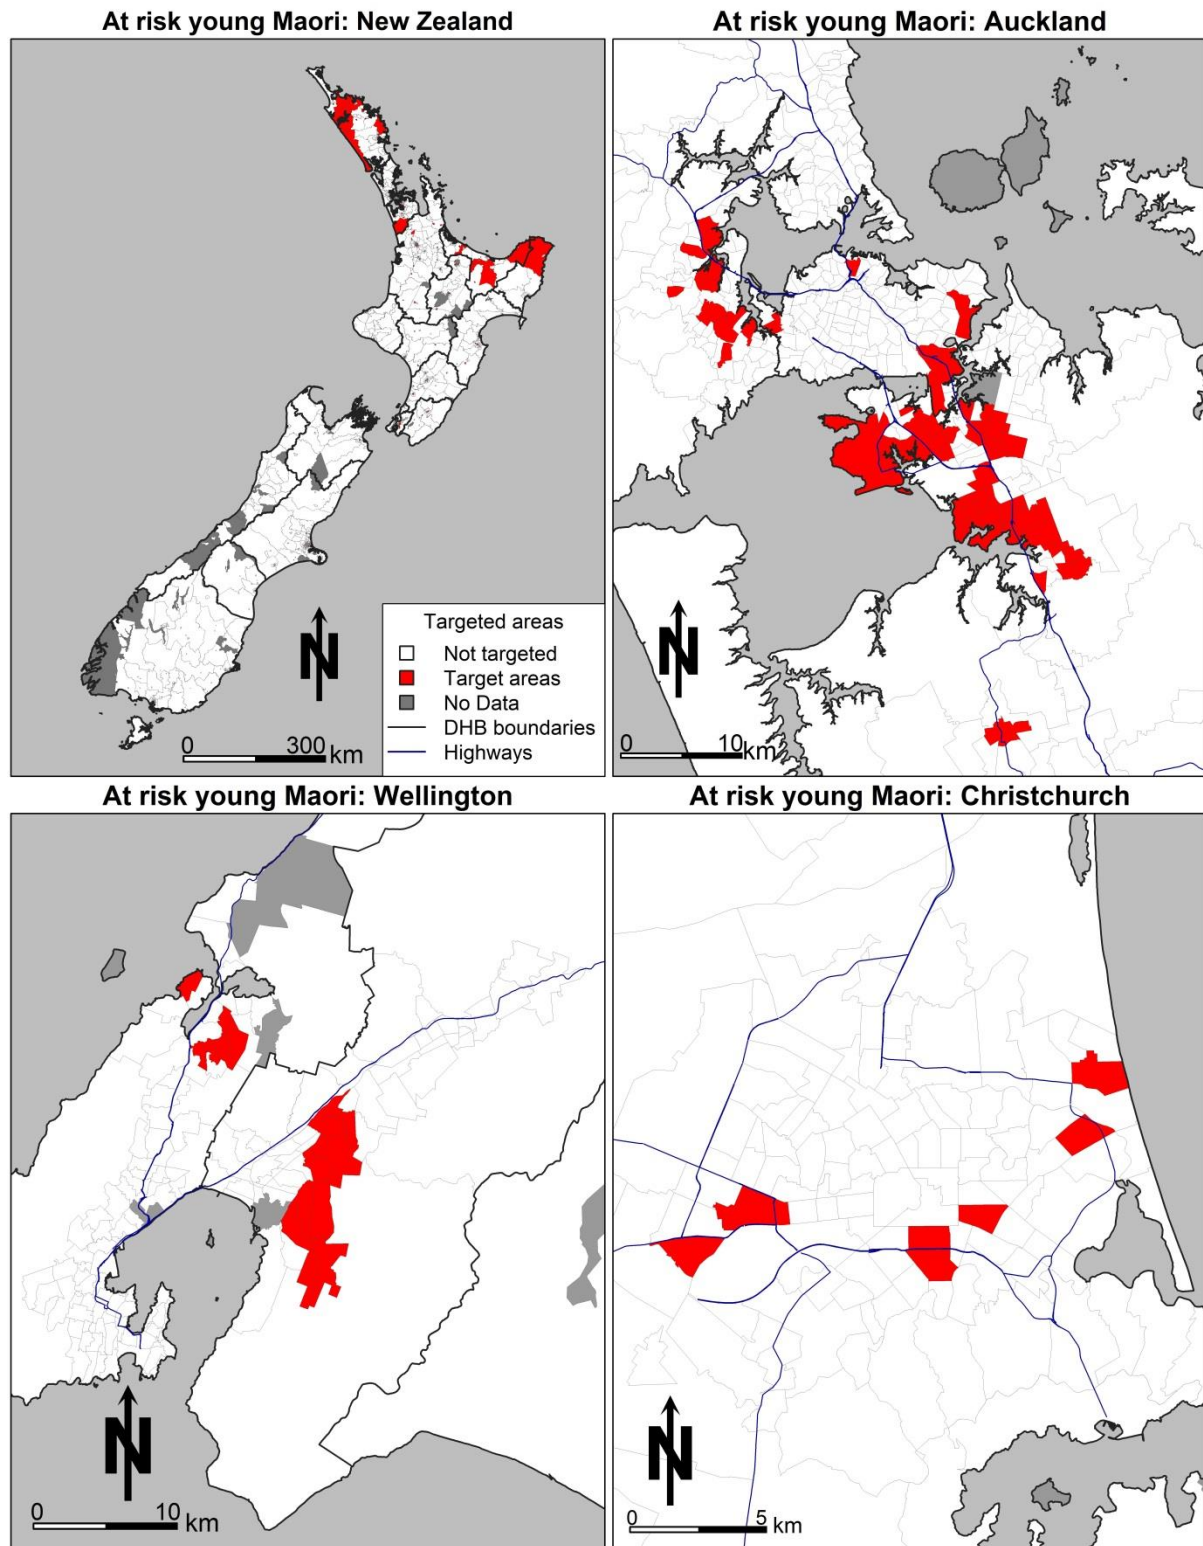 At risk young Maori: New Zealand
N
0 300 km
Targeted areas
Not targeted
Target areas
No Data
DHB boundaries
Highways
At risk young Maori: Auckland
N
0 10 km
At risk young Maori: Wellington
N
0 10 km
At risk young Maori: Christchurch
N
0 5 km